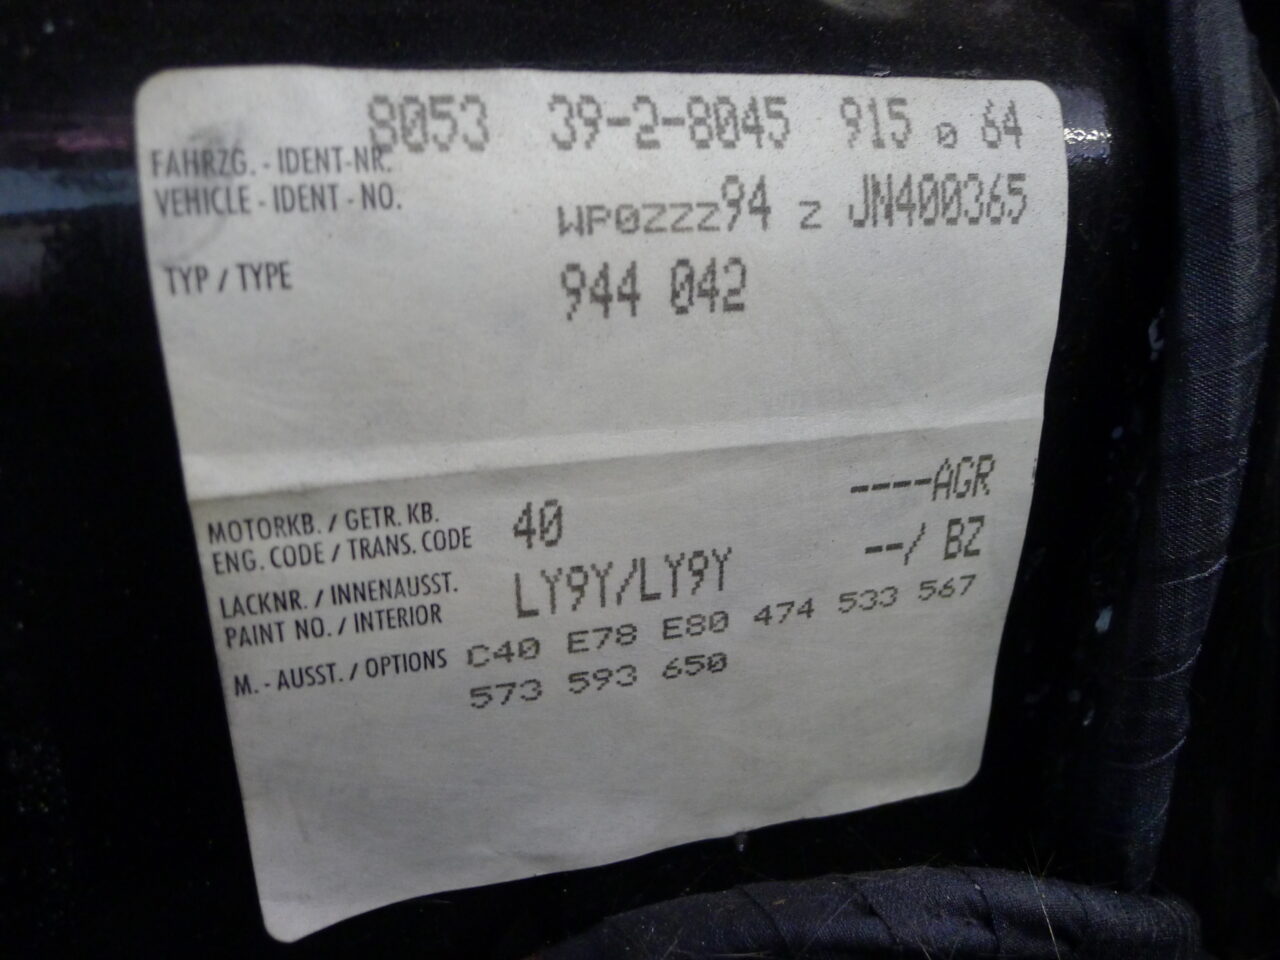 8053 39-2-8045 915 0 64
FAHRZG. - IDENT-NR.
VEHICLE - IDENT - NO. WP0ZZZ94 Z JN400365
TYP / TYPE 944 042
MOTORKB. / GETR. KB. 40 ----AGR
ENG. CODE / TRANS. CODE
LACKNR. / INNENAUSST. LY9Y/LY9Y --/ BZ
PAINT NO. / INTERIOR
M. - AUSST. / OPTIONS C40 E78 E80 474 533 567
573 593 650